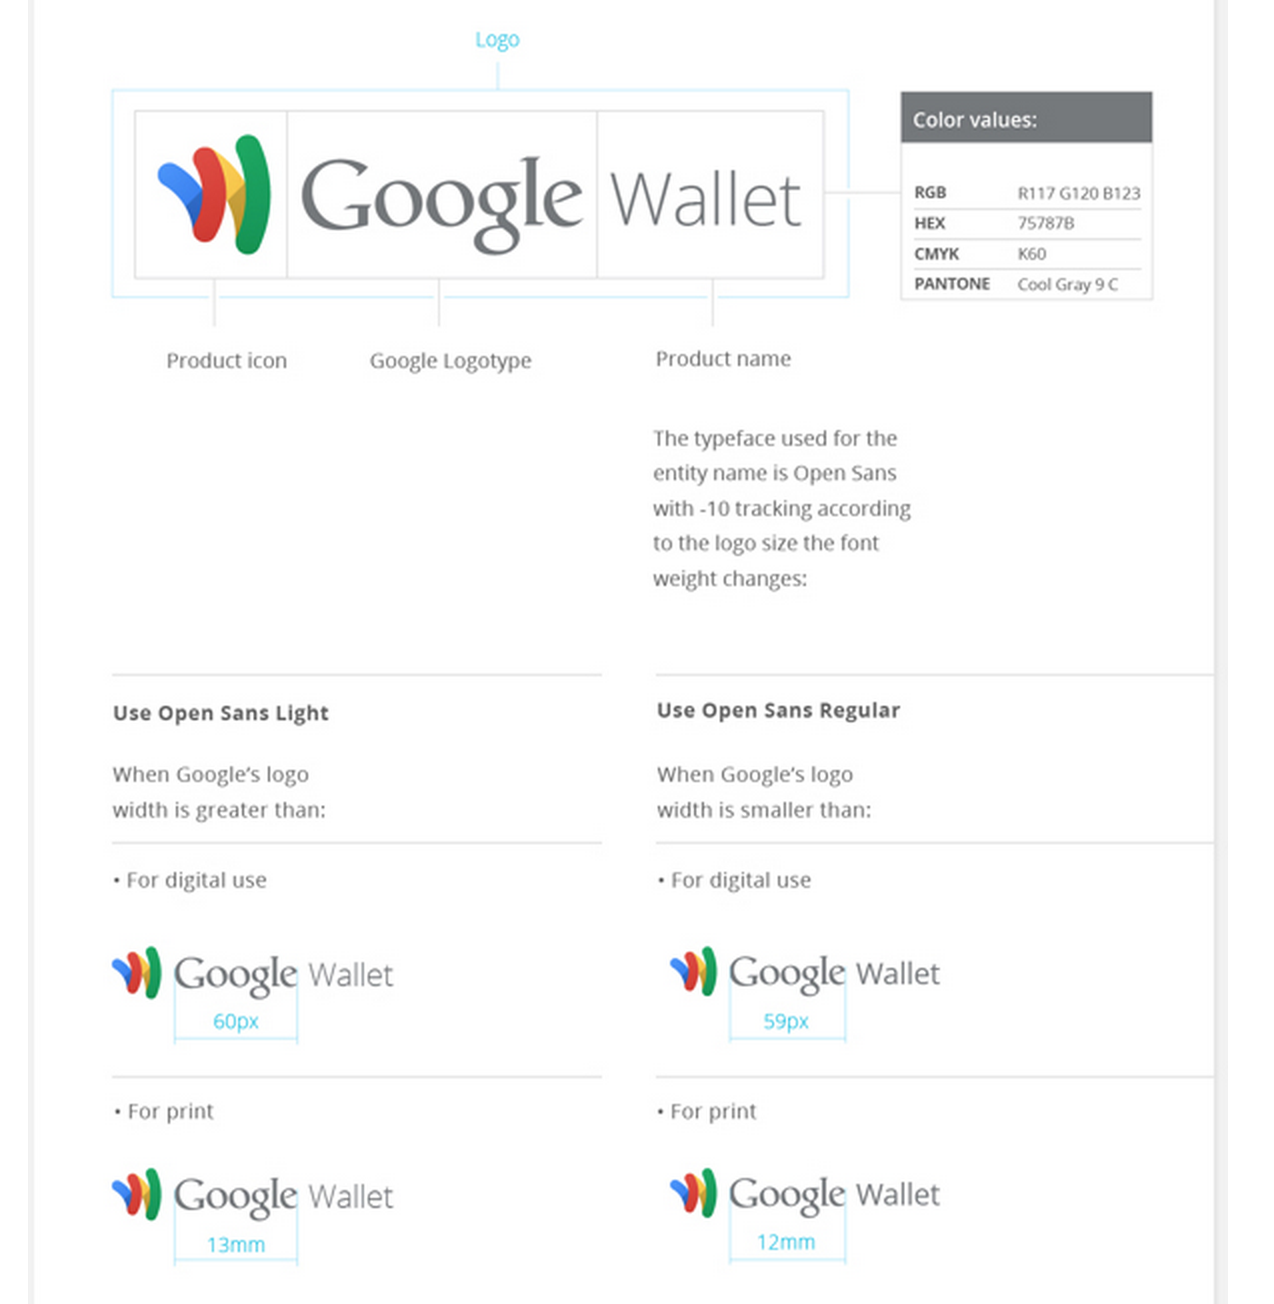 Logo
Google Wallet
Color values:
RGB R117 G120 B123
HEX 75787B
CMYK K60
PANTONE Cool Gray 9 C
Product icon
Google Logotype
Product name
The typeface used for the
entity name is Open Sans
with -10 tracking according
to the logo size the font
weight changes:
Use Open Sans Light
When Google’s logo
width is greater than:
• For digital use
Google Wallet
60px
• For print
Google Wallet
13mm
Use Open Sans Regular
When Google’s logo
width is smaller than:
• For digital use
Google Wallet
59px
• For print
Google Wallet
12mm